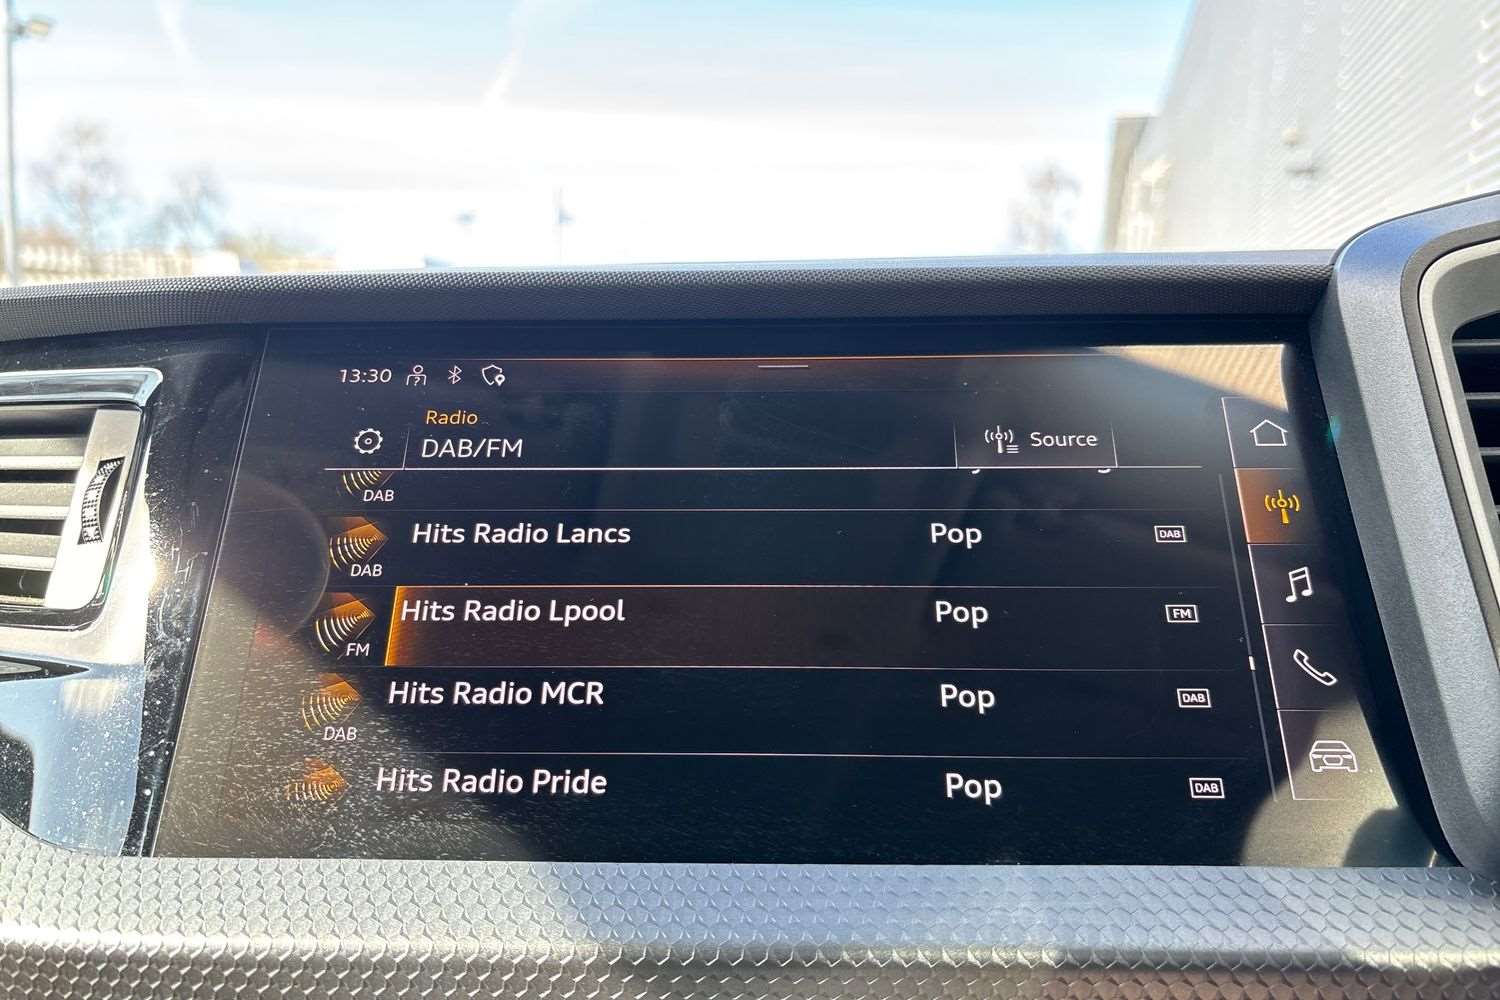 13:30
Radio
DAB/FM
Source
DAB
Hits Radio Lancs Pop DAB
DAB
Hits Radio Lpool Pop FM
FM
Hits Radio MCR Pop DAB
DAB
Hits Radio Pride Pop DAB